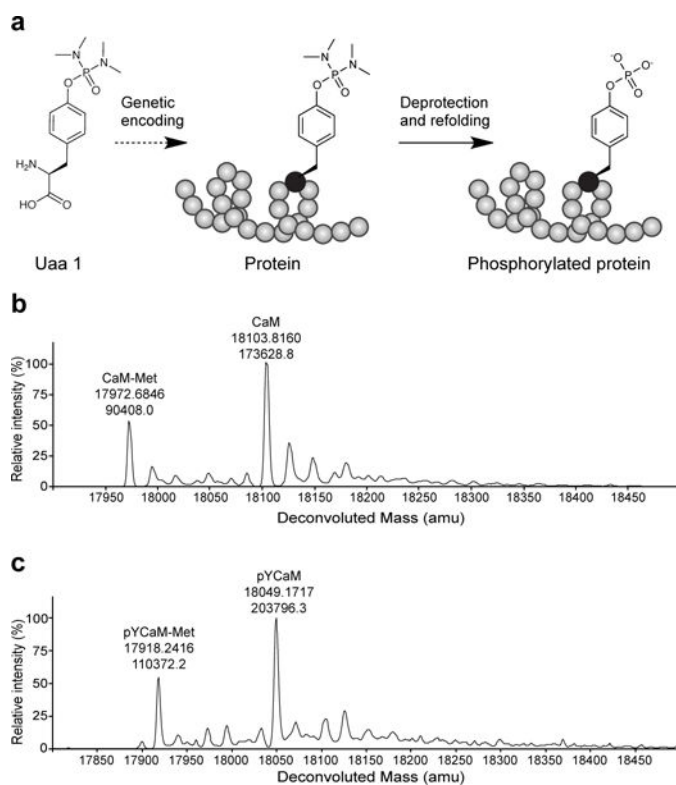 a
N N
O P N
O
H₂N
HO O
Uaa 1
Genetic
encoding
N N
O P N
O
Protein
Deprotection
and refolding
-O O-
O P
O
Phosphorylated protein
b
Relative intensity (%)
100
75
50
25
0
CaM-Met
17972.6846
90408.0
CaM
18103.8160
173628.8
17950 18000 18050 18100 18150 18200 18250 18300 18350 18400 18450
Deconvoluted Mass (amu)
c
Relative intensity (%)
100
75
50
25
0
pYCaM-Met
17918.2416
110372.2
pYCaM
18049.1717
203796.3
17850 17900 17950 18000 18050 18100 18150 18200 18250 18300 18350 18400 18450
Deconvoluted Mass (amu)